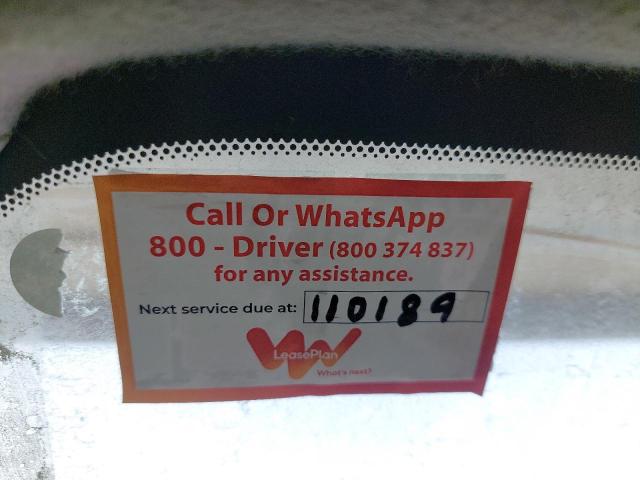 Call Or WhatsApp
800 - Driver (800 374 837)
for any assistance.
Next service due at: 110189
LeasePlan
What's next?